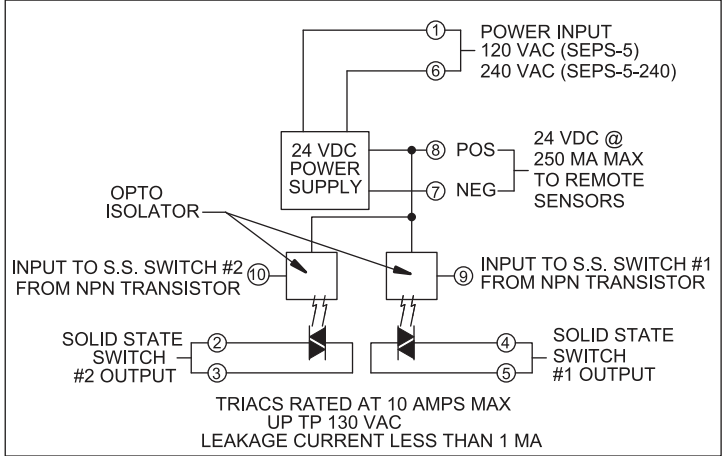 1
POWER INPUT
120 VAC (SEPS-5)
6
240 VAC (SEPS-5-240)
24 VDC
POWER
SUPPLY
8 POS
7 NEG
24 VDC @
250 MA MAX
TO REMOTE
SENSORS
OPTO
ISOLATOR
INPUT TO S.S. SWITCH #2
FROM NPN TRANSISTOR
10
9
INPUT TO S.S. SWITCH #1
FROM NPN TRANSISTOR
SOLID STATE
SWITCH
#2 OUTPUT
2
3
4
5
SOLID STATE
SWITCH
#1 OUTPUT
TRIACS RATED AT 10 AMPS MAX
UP TP 130 VAC
LEAKAGE CURRENT LESS THAN 1 MA